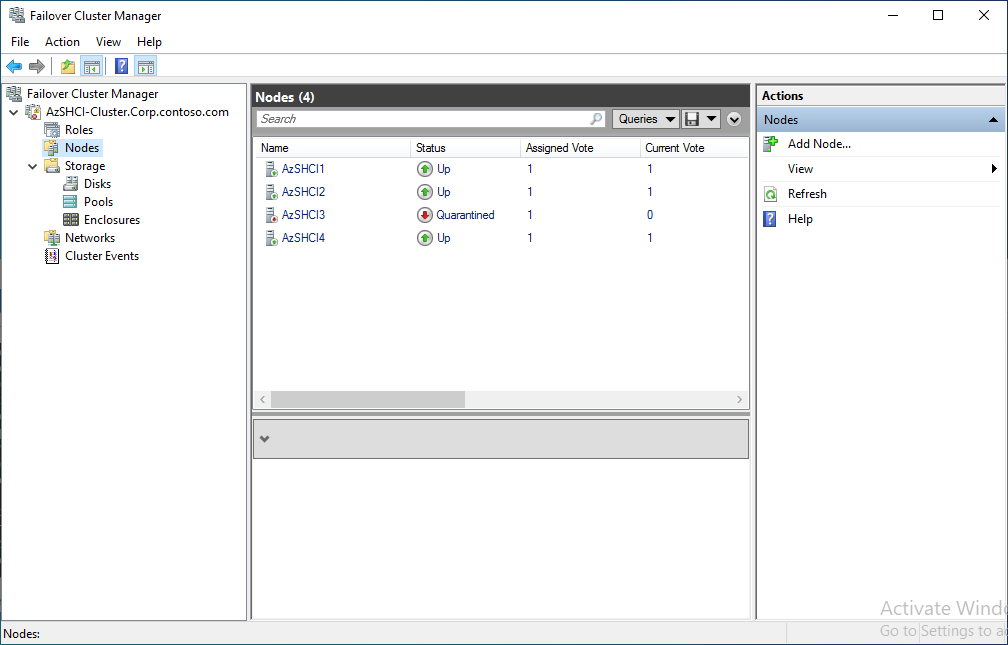 Failover Cluster Manager
File Action View Help
Failover Cluster Manager
AzSHCI-Cluster.Corp.contoso.com
Roles
Nodes
Storage
Disks
Pools
Enclosures
Networks
Cluster Events
Nodes (4)
Search Queries
Name Status Assigned Vote Current Vote
AzSHCI1 Up 1 1
AzSHCI2 Up 1 1
AzSHCI3 Quarantined 1 0
AzSHCI4 Up 1 1
Actions
Nodes
Add Node...
View
Refresh
Help
Activate Windo
Go to Settings to a
Nodes: